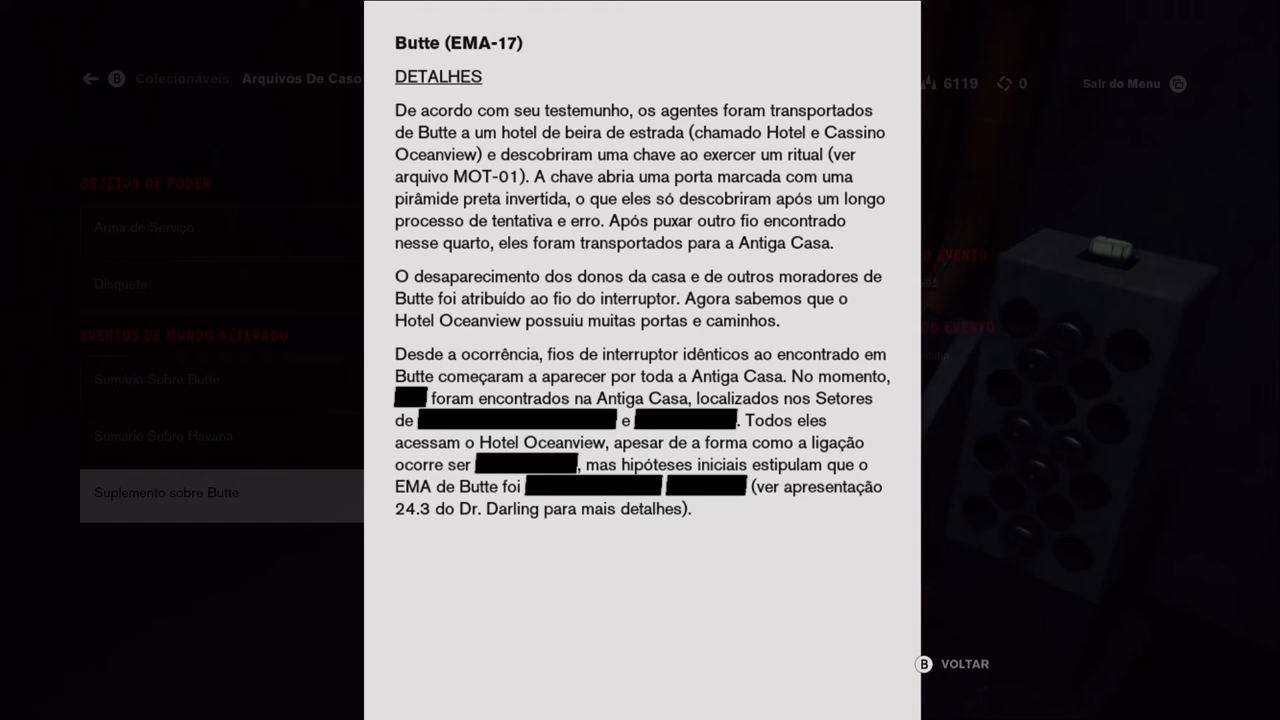 Butte (EMA-17)
DETALHES
De acordo com seu testemunho, os agentes foram transportados
de Butte a um hotel de beira de estrada (chamado Hotel e Cassino
Oceanview) e descobriram uma chave ao exercer um ritual (ver
arquivo MOT-01). A chave abria uma porta marcada com uma
pirâmide preta invertida, o que eles só descobriram após um longo
processo de tentativa e erro. Após puxar outro fio encontrado
nesse quarto, eles foram transportados para a Antiga Casa.
O desaparecimento dos donos da casa e de outros moradores de
Butte foi atribuído ao fio do interruptor. Agora sabemos que o
Hotel Oceanview possuiu muitas portas e caminhos.
Desde a ocorrência, fios de interruptor idênticos ao encontrado em
Butte começaram a aparecer por toda a Antiga Casa. No momento,
foram encontrados na Antiga Casa, localizados nos Setores
de e . Todos eles
acessam o Hotel Oceanview, apesar de a forma como a ligação
ocorre ser , mas hipóteses iniciais estipulam que o
EMA de Butte foi (ver apresentação
24.3 do Dr. Darling para mais detalhes).
B Colecionáveis Arquivos De Caso
OBJETOS DE PODER
Arma de Serviço
Disquete
EVENTOS DE MUNDO ALTERADO
Sumário Sobre Butte
Sumário Sobre Havana
Suplemento sobre Butte
6119 0 Sair do Menu
O EVENTO
DO EVENTO
B VOLTAR